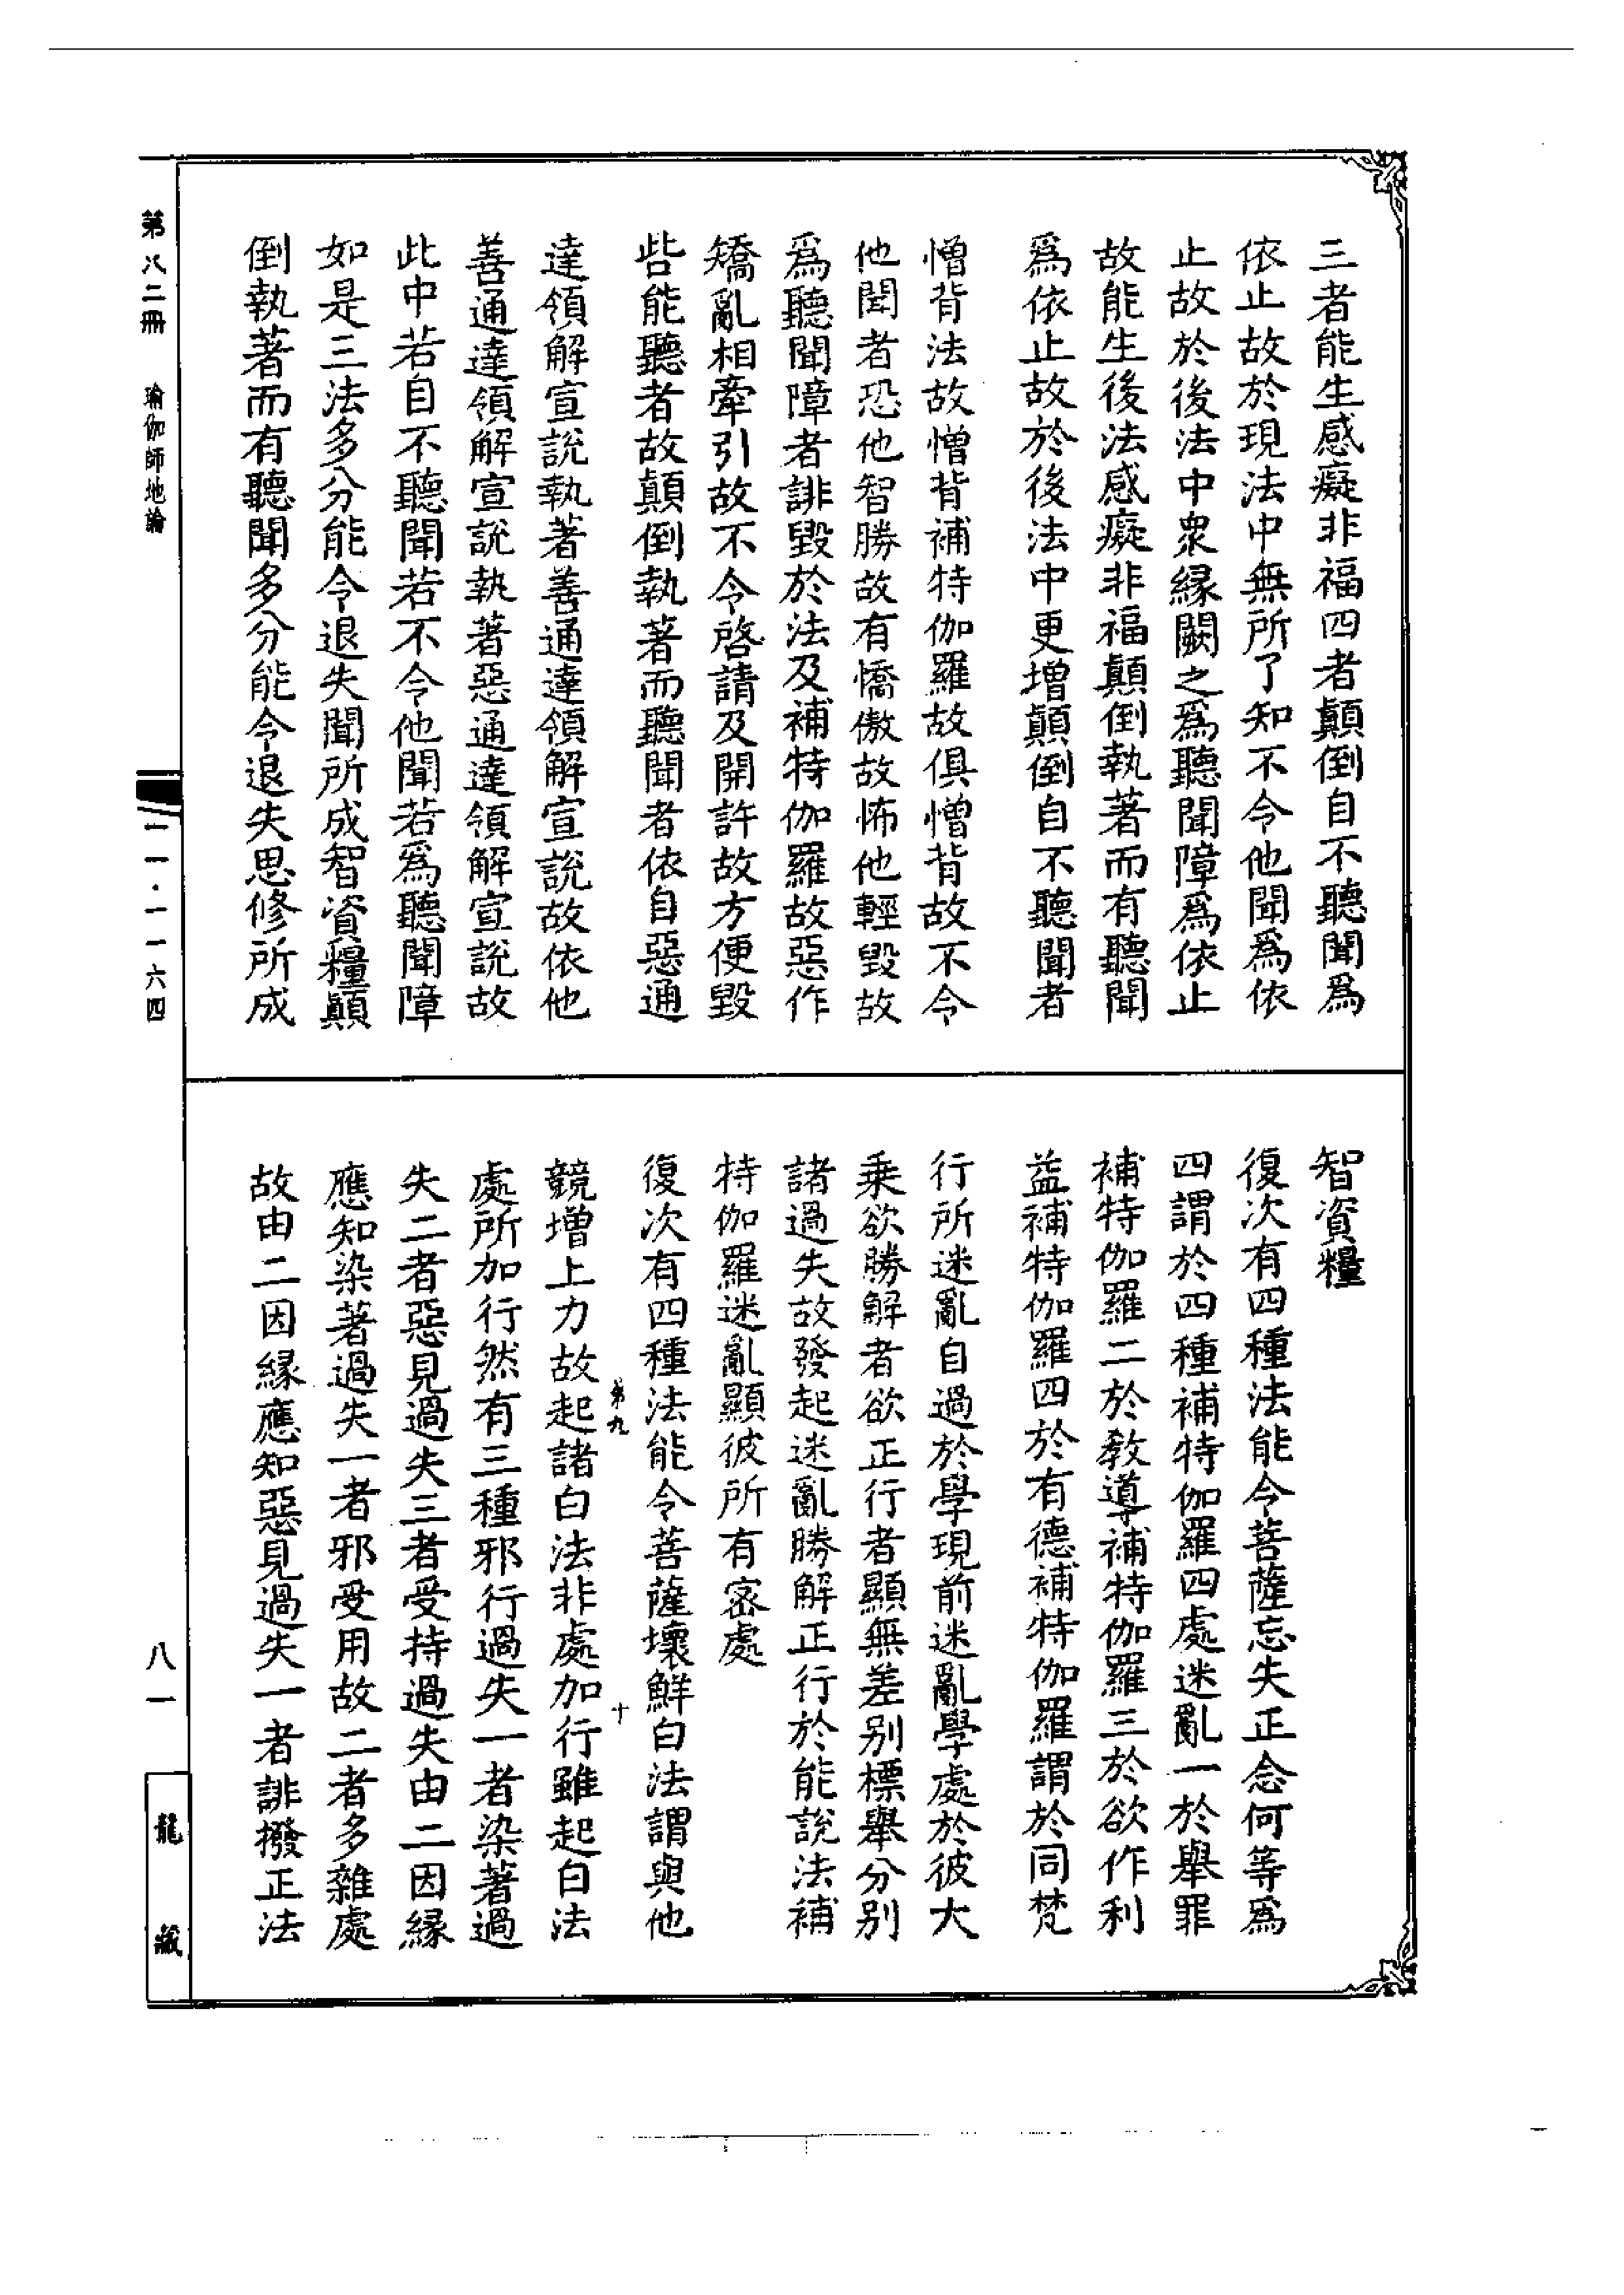 三者能生感癡非福四者顛倒自不聽聞爲
依止故於現法中無所了知不令他聞爲依
止故於後法中衆緣闕之爲聽聞障爲依止
故能生後法感癡非福顛倒執著而有聽聞
爲依止故於後法中更增顛倒自不聽聞者
憎背法故憎背補特伽羅故俱憎背故不令
他聞者恐他智勝故有憍傲故怖他輕毀故
爲聽聞障者誹毀於法及補特伽羅故惡作
矯亂相牽引故不令啓請及開許故方便毀
呰能聽者故顛倒執著而聽聞者依自惡通
達領解宣說執著善通達領解宣說故依他
善通達領解宣說執著惡通達領解宣說故
此中若自不聽聞若不令他聞若爲聽聞障
如是三法多分能令退失聞所成智資糧顛
倒執著而有聽聞多分能令退失思修所成
智資糧
復次有四種法能令菩薩忘失正念何等爲
四謂於四種補特伽羅四處迷亂一於舉罪
補特伽羅二於教導補特伽羅三於欲作利
益補特伽羅四於有德補特伽羅謂於同梵
行所迷亂自過於學現前迷亂學處於彼大
乘欲勝解者欲正行者顯無差别標舉分别
諸過失故發起迷亂勝解正行於能說法補
特伽羅迷亂顯彼所有密處
復次有四種法能令菩薩壞鮮白法謂與他
第九
十
競增上力故起諸白法非處加行雖起白法
處所加行然有三種邪行過失一者染著過
失二者惡見過失三者受持過失由二因緣
應知染著過失一者邪受用故二者多雜處
故由二因緣應知惡見過失一者誹撥正法
第八二冊
瑜伽師地論
一一·一一六四
八一
龍藏